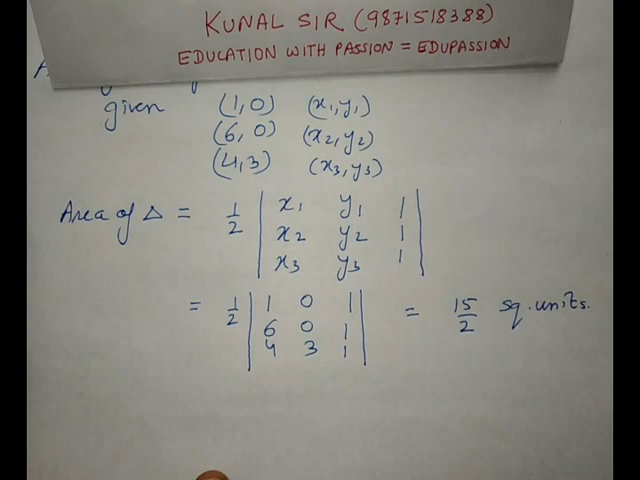 KUNAL SIR (9871518388)
EDUCATION WITH PASSION = EDUPASSION
given (1,0) (x1,y1)
(6,0) (x2,y2)
(4,3) (x3,y3)
Area of Δ = 1/2 | x1 y1 1 |
x2 y2 1
x3 y3 1
= 1/2 | 1 0 1 | = 15/2 sq. units.
6 0 1
4 3 1